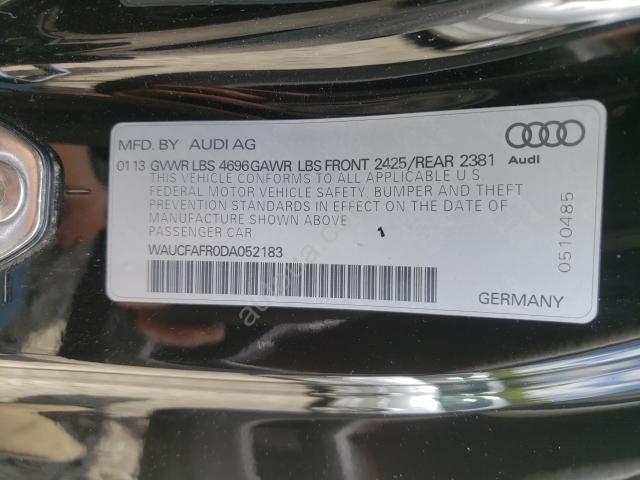 MFD. BY AUDI AG
01 13 GVWR LBS 4696 GAWR LBS FRONT 2425/REAR 2381
Audi
THIS VEHICLE CONFORMS TO ALL APPLICABLE U S
FEDERAL MOTOR VEHICLE SAFETY, BUMPER AND THEFT
PREVENTION STANDARDS IN EFFECT ON THE DATE OF
MANUFACTURE SHOWN ABOVE
PASSENGER CAR
WAUCFAFR0DA052183
GERMANY
0510485